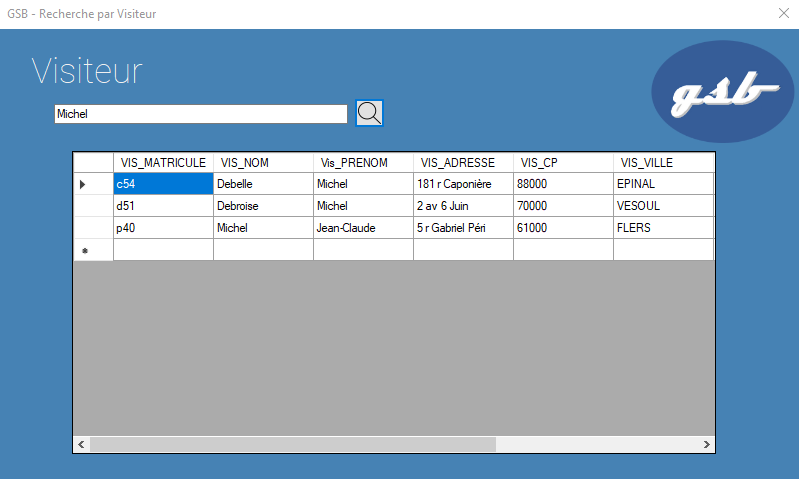 GSB - Recherche par Visiteur
Visiteur
gsb
Michel
VIS_MATRICULE VIS_NOM Vis_PRENOM VIS_ADRESSE VIS_CP VIS_VILLE
c54 Debelle Michel 181 r Caponière 88000 EPINAL
d51 Debroise Michel 2 av 6 Juin 70000 VESOUL
p40 Michel Jean-Claude 5 r Gabriel Péri 61000 FLERS